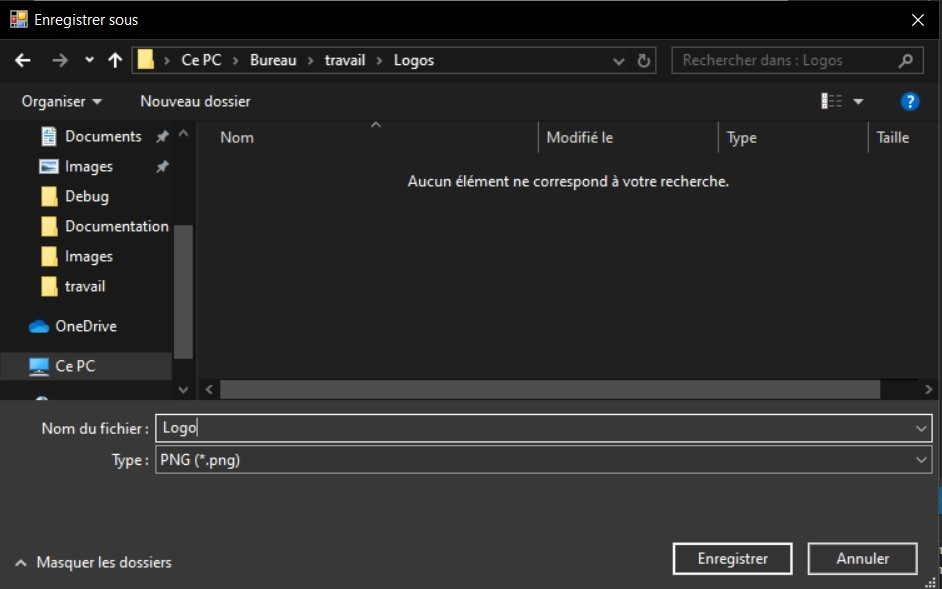 Enregistrer sous
Ce PC › Bureau › travail › Logos
Rechercher dans : Logos
Organiser
Nouveau dossier
?
Documents
Images
Debug
Documentation
Images
travail
OneDrive
Ce PC
Nom Modifié le Type Taille
Aucun élément ne correspond à votre recherche.
Nom du fichier : Logo
Type : PNG (*.png)
Masquer les dossiers
Enregistrer
Annuler